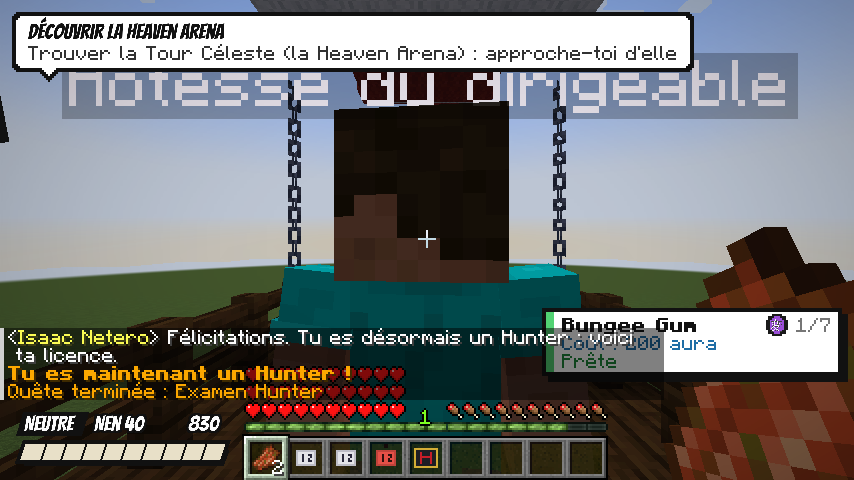 DÉCOUVRIR LA HEAVEN ARENA
Trouver la Tour Céleste (la Heaven Arena) : approche-toi d'elle
Hôtesse du dirigeable
<Isaac Netero> Félicitations. Tu es désormais un Hunter : voici
ta licence.
Tu es maintenant un Hunter !
Quête terminée : Examen Hunter
Bungee Gum
1/7
Coût : 200 aura
Prête
NEUTRE NEN 40 830
1
2
12
12
12
H